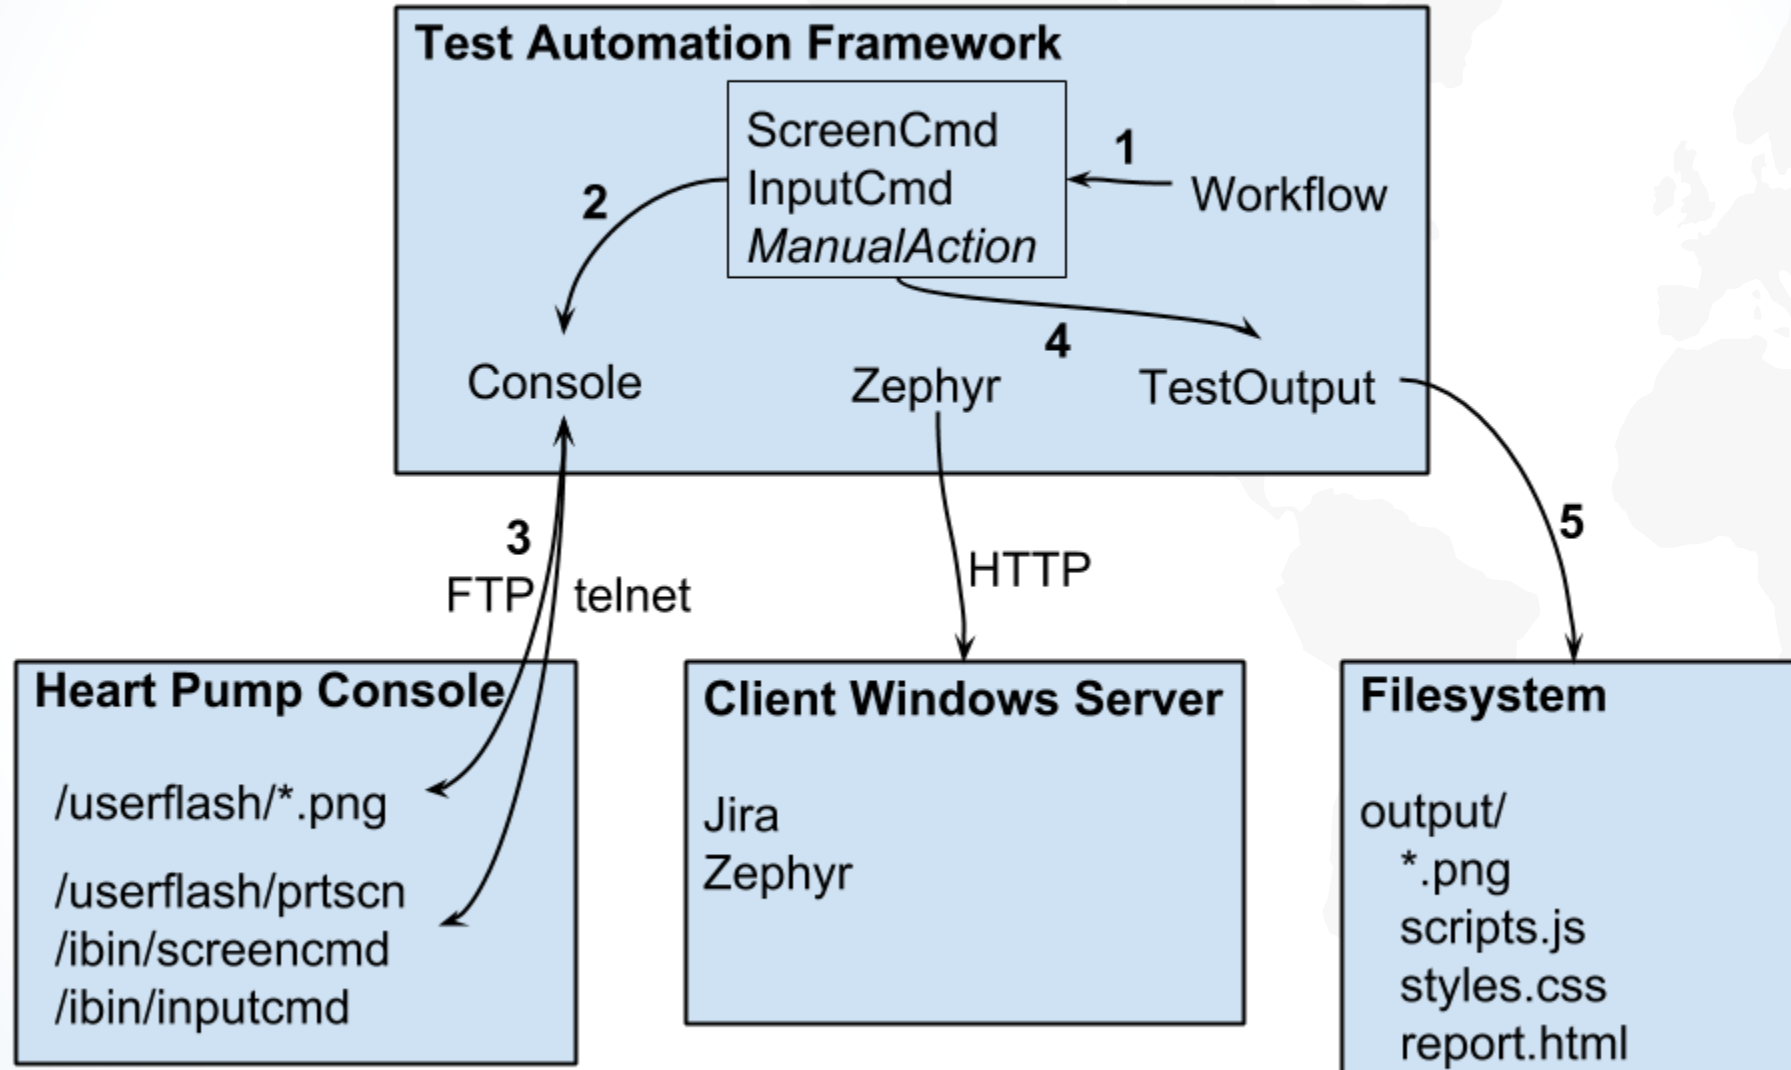 Test Automation Framework
ScreenCmd
InputCmd
ManualAction
1
Workflow
2
4
Console
Zephyr
TestOutput
3
FTP
telnet
HTTP
5
Heart Pump Console
/userflash/*.png
/userflash/prtscn
/ibin/screencmd
/ibin/inputcmd
Client Windows Server
Jira
Zephyr
Filesystem
output/
*.png
scripts.js
styles.css
report.html